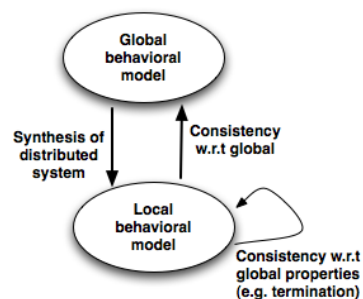 Global
behavioral
model
Synthesis of
distributed
system
Consistency
w.r.t global
Local
behavioral
model
Consistency w.r.t
global properties
(e.g. termination)